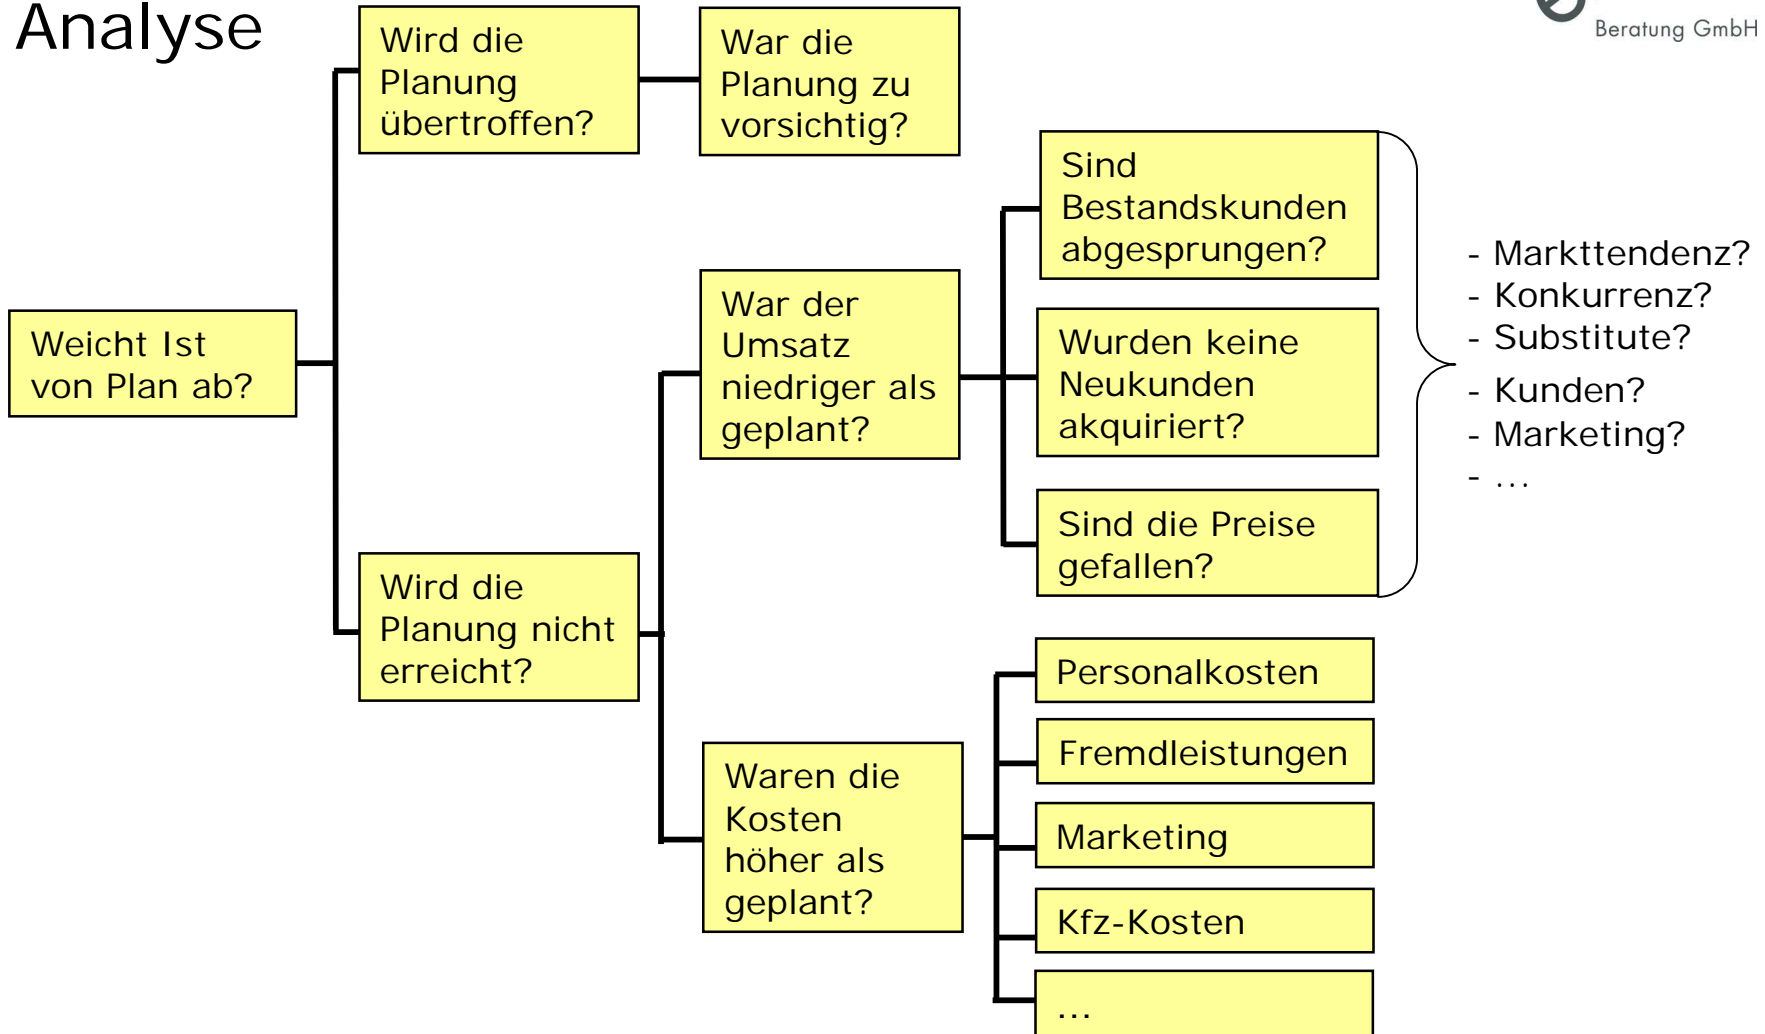 Analyse
Beratung GmbH
Wird die
Planung
übertroffen?
War die
Planung zu
vorsichtig?
Weicht Ist
von Plan ab?
Wird die
Planung nicht
erreicht?
War der
Umsatz
niedriger als
geplant?
Sind
Bestandskunden
abgesprungen?
Wurden keine
Neukunden
akquiriert?
Sind die Preise
gefallen?
- Markttendenz?
- Konkurrenz?
- Substitute?
- Kunden?
- Marketing?
- ...
Waren die
Kosten
höher als
geplant?
Personalkosten
Fremdleistungen
Marketing
Kfz-Kosten
...